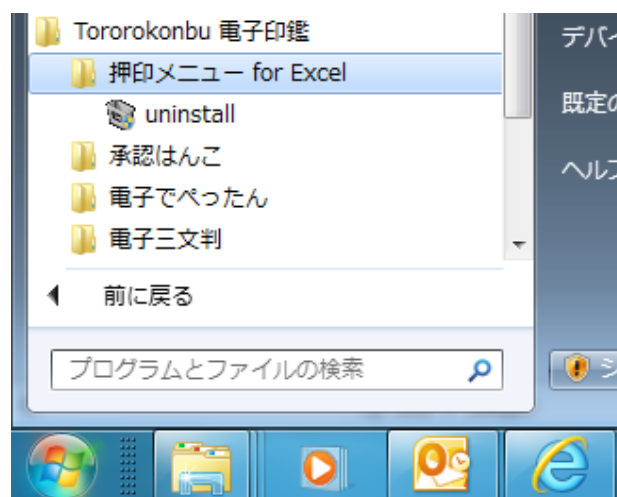 Tororokonbu 電子印鑑
押印メニュー for Excel
uninstall
承認はんこ
電子でぺったん
電子三文判
前に戻る
プログラムとファイルの検索
デバイ
既定の
ヘルプ
シ